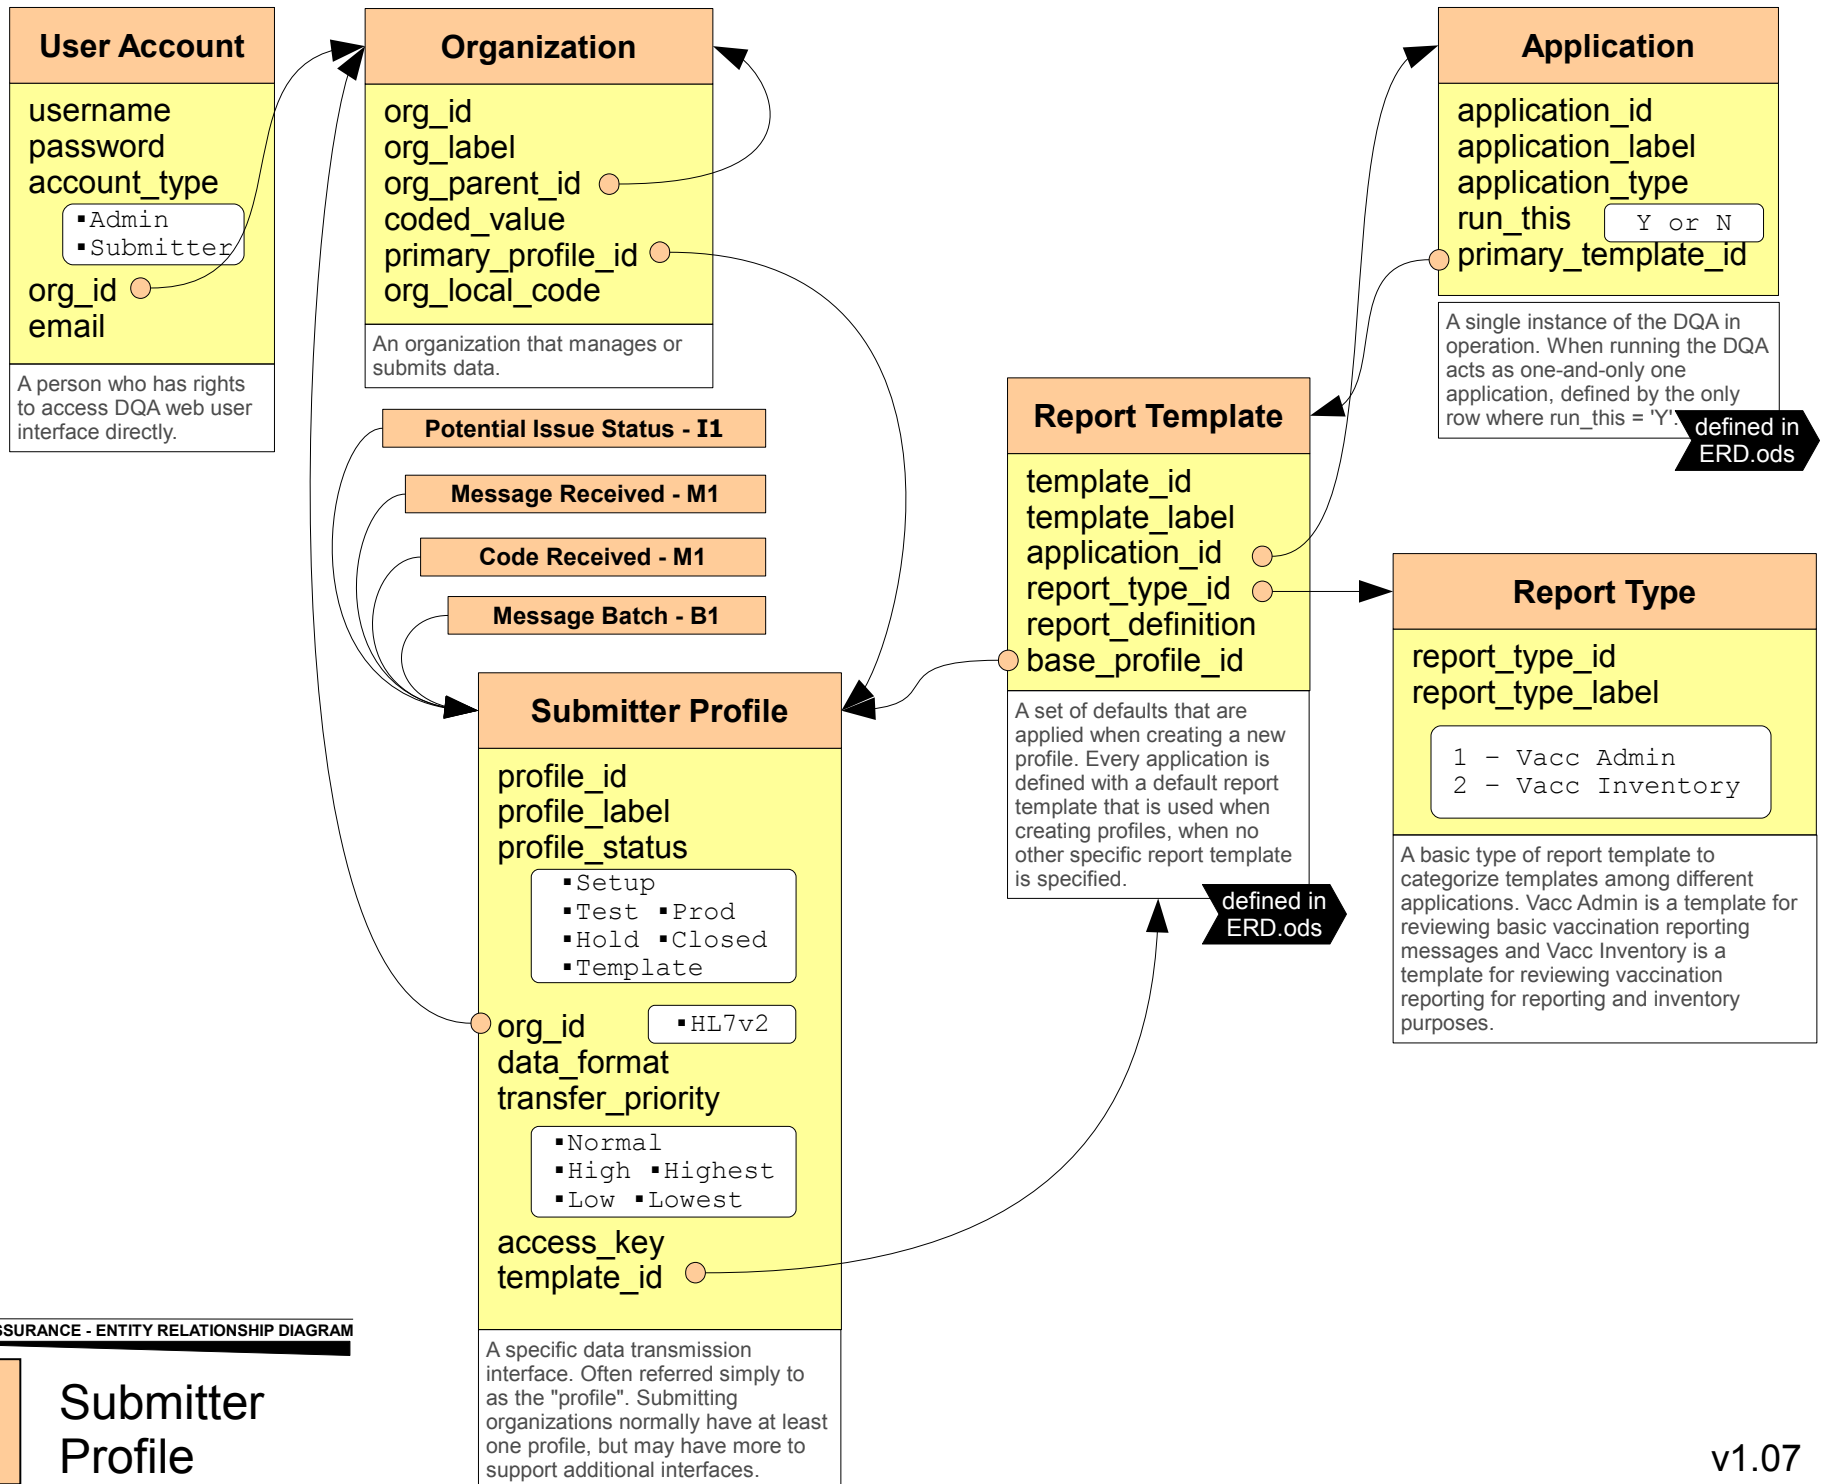 User Account
username
password
account_type
▪Admin
▪Submitter
org_id
email
A person who has rights
to access DQA web user
interface directly.
Organization
org_id
org_label
org_parent_id
coded_value
primary_profile_id
org_local_code
An organization that manages or
submits data.
Potential Issue Status - I1
Message Received - M1
Code Received - M1
Message Batch - B1
Submitter Profile
profile_id
profile_label
profile_status
▪Setup
▪Test ▪Prod
▪Hold ▪Closed
▪Template
org_id
▪HL7v2
data_format
transfer_priority
▪Normal
▪High ▪Highest
▪Low ▪Lowest
access_key
template_id
A specific data transmission
interface. Often referred simply to
as the "profile". Submitting
organizations normally have at least
one profile, but may have more to
support additional interfaces.
Report Template
template_id
template_label
application_id
report_type_id
report_definition
base_profile_id
A set of defaults that are
applied when creating a new
profile. Every application is
defined with a default report
template that is used when
creating profiles, when no
other specific report template
is specified.
defined in
ERD.ods
Application
application_id
application_label
application_type
run_this
Y or N
primary_template_id
A single instance of the DQA in
operation. When running the DQA
acts as one-and-only one
application, defined by the only
row where run_this = 'Y'.
defined in
ERD.ods
Report Type
report_type_id
report_type_label
1 – Vacc Admin
2 – Vacc Inventory
A basic type of report template to
categorize templates among different
applications. Vacc Admin is a template for
reviewing basic vaccination reporting
messages and Vacc Inventory is a
template for reviewing vaccination
reporting for reporting and inventory
purposes.
SSURANCE - ENTITY RELATIONSHIP DIAGRAM
Submitter
Profile
v1.07